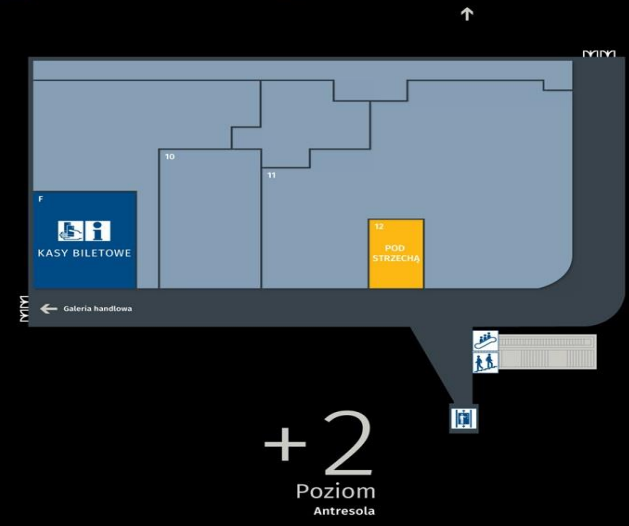 10
11
F
KASY BILETOWE
12
POD
STRZECHĄ
Galeria handlowa
+2
Poziom
Antresola